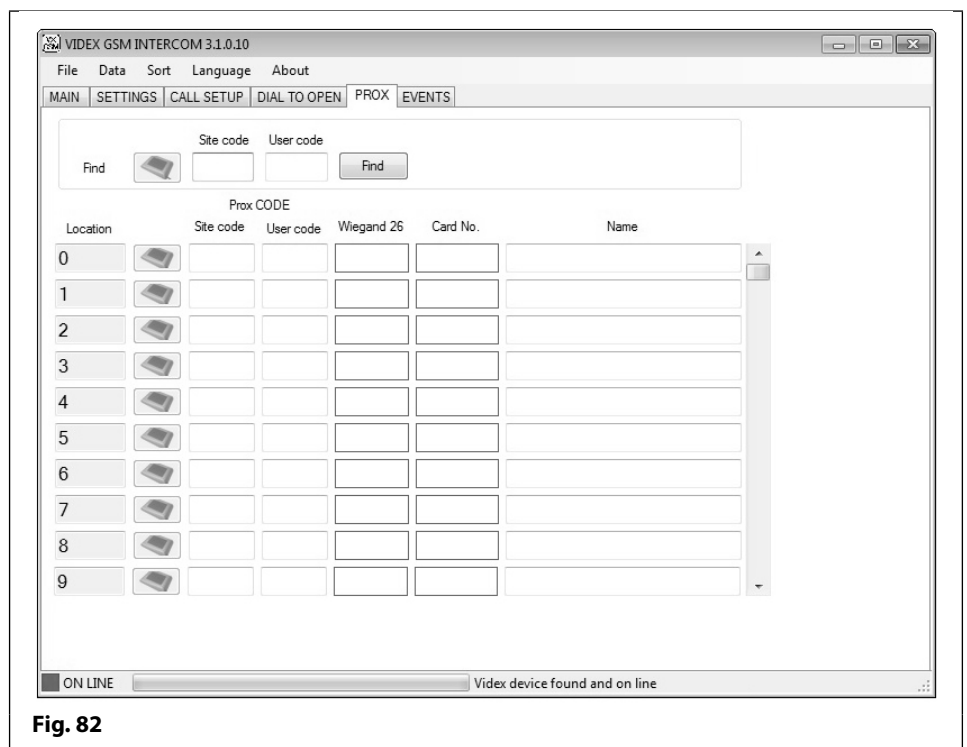 VIDEX GSM INTERCOM 3.1.0.10
File Data Sort Language About
MAIN SETTINGS CALL SETUP DIAL TO OPEN PROX EVENTS
Site code User code
Find Find
Prox CODE
Location Site code User code Wiegand 26 Card No. Name
0
1
2
3
4
5
6
7
8
9
ON LINE Videx device found and on line
Fig. 82